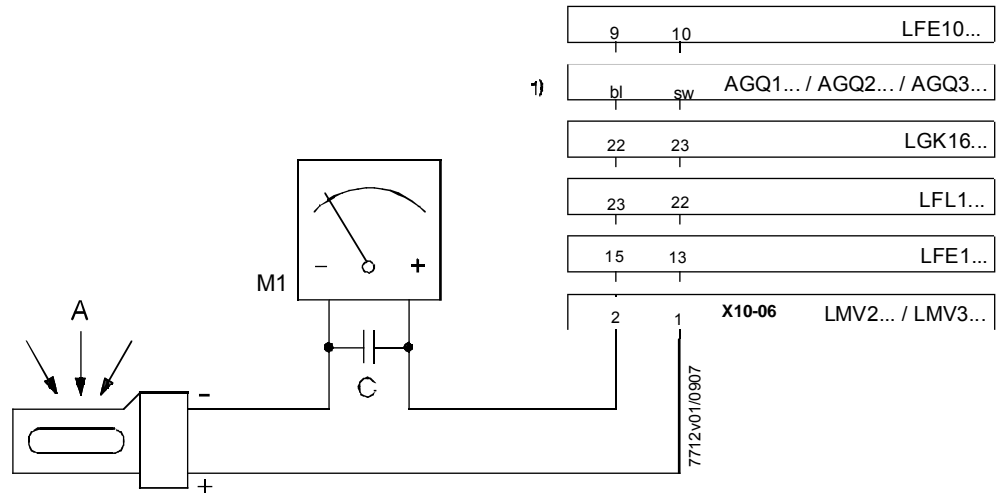 9 10 LFE10...
1) bl sw AGQ1... / AGQ2... / AGQ3...
22 23 LGK16...
23 22 LFL1...
15 13 LFE1...
2 1 X10-06 LMV2... / LMV3...
- +
M1
C
A
-
+
7712v01/0907